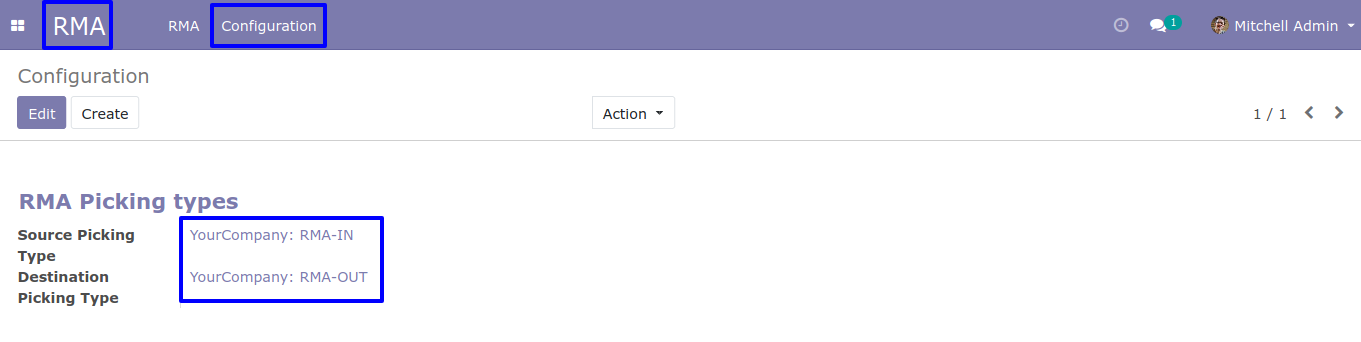 RMA RMA Configuration 1 Mitchell Admin
Configuration
Edit Create Action 1 / 1
RMA Picking types
Source Picking YourCompany: RMA-IN
Type
Destination YourCompany: RMA-OUT
Picking Type